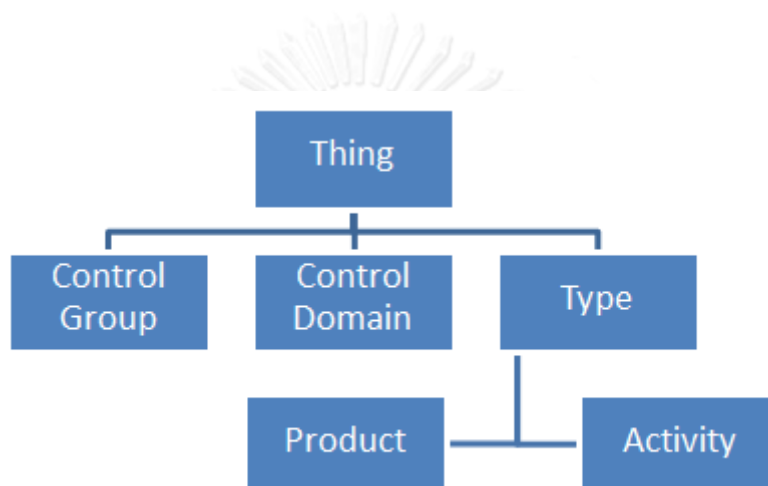 Thing
Control
Group
Control
Domain
Type
Product
Activity